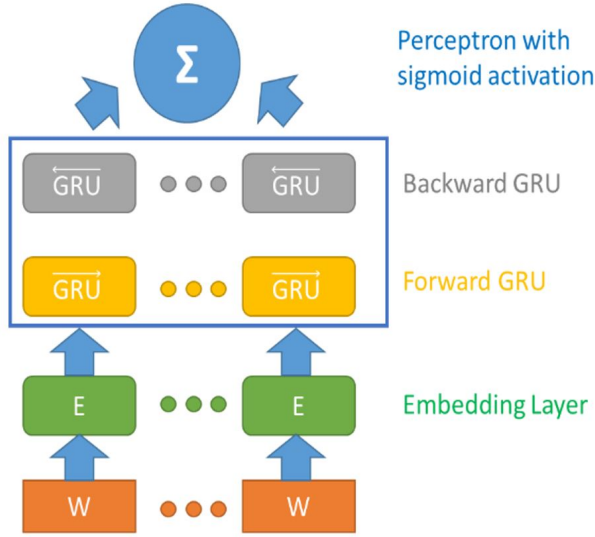 Σ
Perceptron with
sigmoid activation
GRU GRU
Backward GRU
GRU GRU
Forward GRU
E E
Embedding Layer
W W